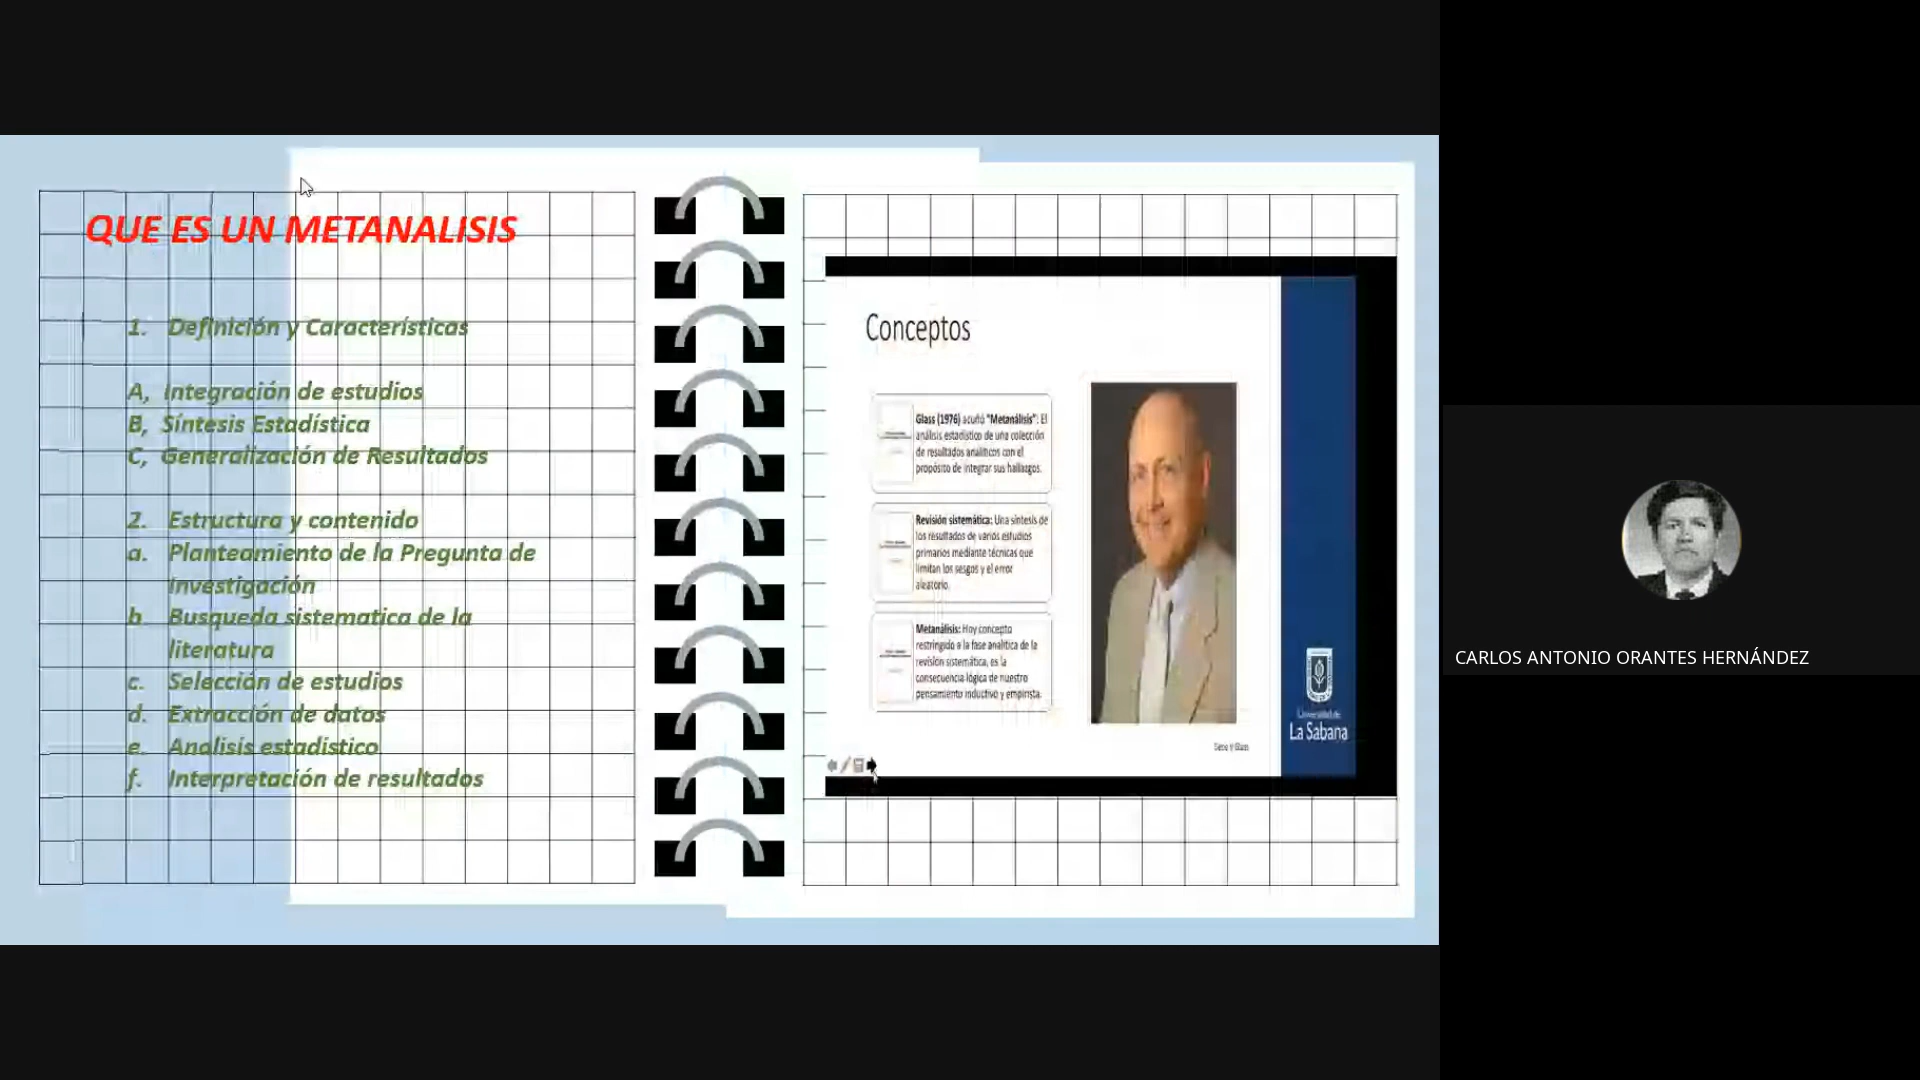 QUE ES UN METANALISIS
1. Definición y Características
A, Integración de estudios
B, Síntesis Estadística
C, Generalización de Resultados
2. Estructura y contenido
a. Planteamiento de la Pregunta de
Investigación
b. Busqueda sistematica de la
literatura
c. Selección de estudios
d. Extracción de datos
e. Analisis estadistico
f. Interpretación de resultados
Conceptos
Glass (1976) acuñó "Metanálisis": El
análisis estadístico de una colección
de resultados analíticos con el
propósito de integrar sus hallazgos.
Revisión sistemática: Una síntesis de
los resultados de varios estudios
primarios mediante técnicas que
limitan los sesgos y el error
aleatorio.
Metanálisis: Hoy concepto
restringido a la fase analítica de la
revisión sistemática, es la
consecuencia lógica de nuestro
pensamiento inductivo y empirista.
Gene V Glass
Universidad de
La Sabana
CARLOS ANTONIO ORANTES HERNÁNDEZ